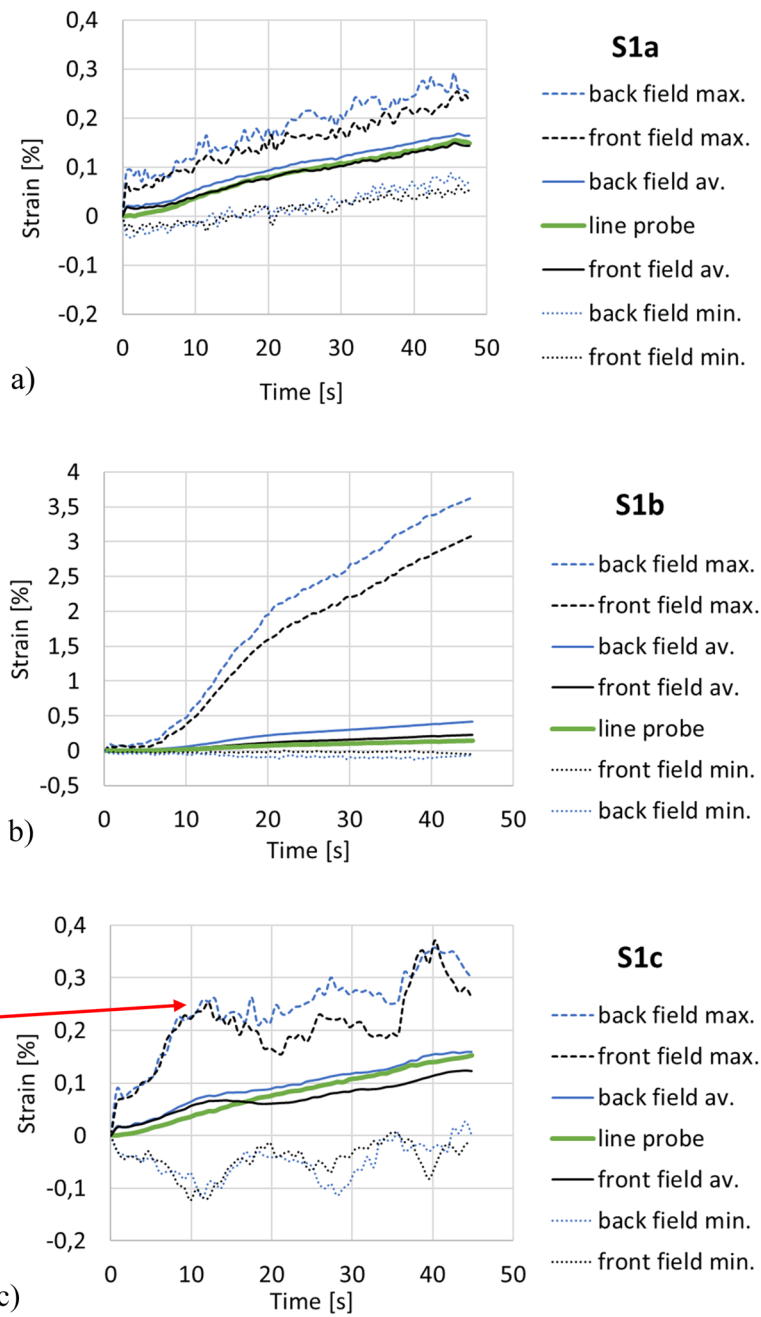 0,4
0,3
0,2
0,1
0
-0,1
-0,2
Strain [%]
0 10 20 30 40 50
Time [s]
a)
S1a
back field max.
front field max.
back field av.
line probe
front field av.
back field min.
front field min.
4
3,5
3
2,5
2
1,5
1
0,5
0
-0,5
Strain [%]
0 10 20 30 40 50
Time [s]
b)
S1b
back field max.
front field max.
back field av.
front field av.
line probe
front field min.
back field min.
0,4
0,3
0,2
0,1
0
-0,1
-0,2
Strain [%]
0 10 20 30 40 50
Time [s]
c)
S1c
back field max.
front field max.
back field av.
line probe
front field av.
back field min.
front field min.